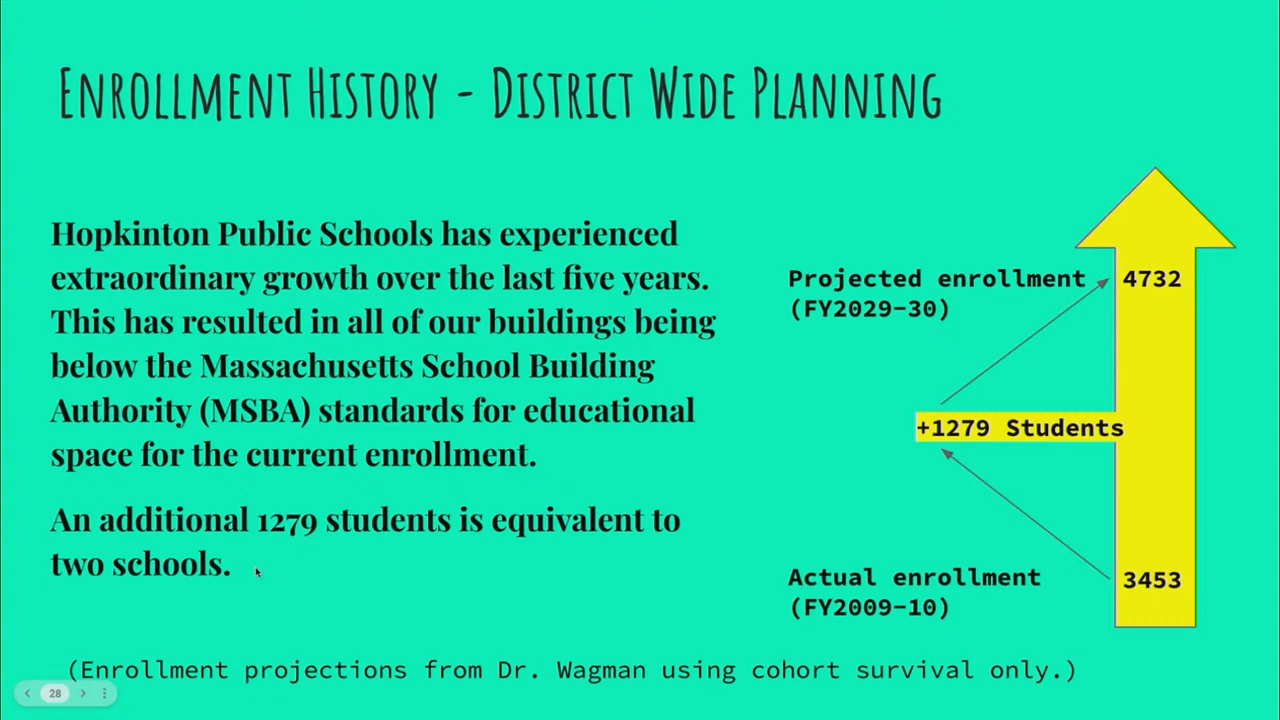 Enrollment History - District Wide Planning
Hopkinton Public Schools has experienced
extraordinary growth over the last five years.
This has resulted in all of our buildings being
below the Massachusetts School Building
Authority (MSBA) standards for educational
space for the current enrollment.
An additional 1279 students is equivalent to
two schools.
Projected enrollment
(FY2029-30)
4732
+1279 Students
Actual enrollment
(FY2009-10)
3453
(Enrollment projections from Dr. Wagman using cohort survival only.)
28